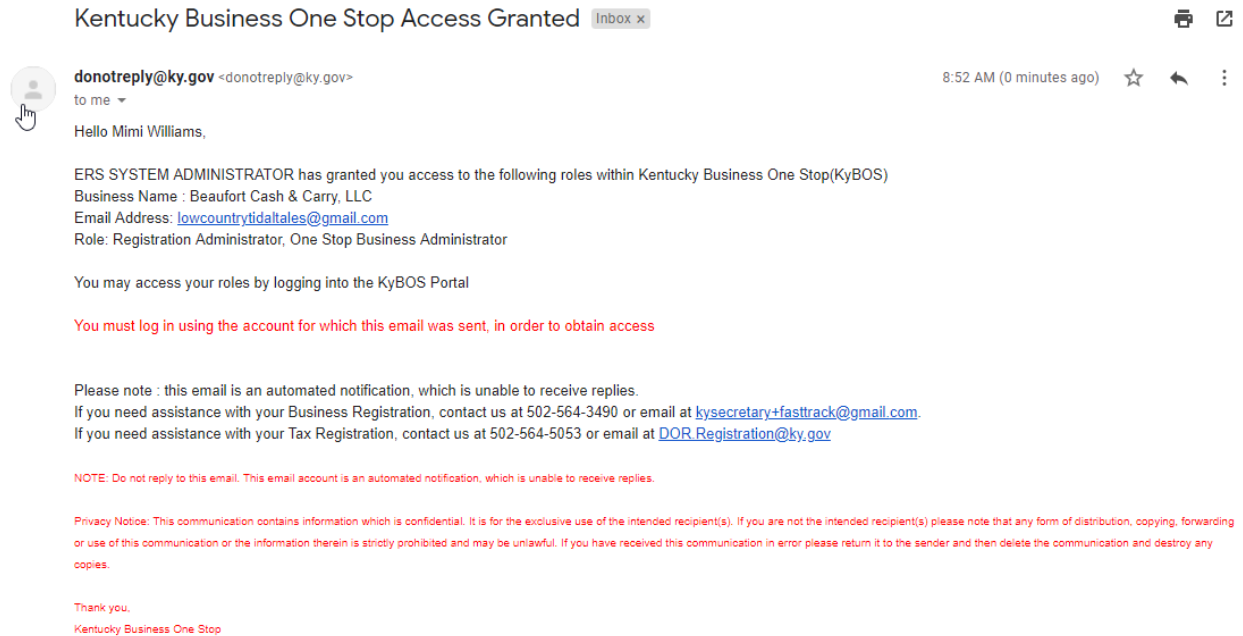 Kentucky Business One Stop Access Granted Inbox x
donotreply@ky.gov <donotreply@ky.gov> 8:52 AM (0 minutes ago)
to me
Hello Mimi Williams,
ERS SYSTEM ADMINISTRATOR has granted you access to the following roles within Kentucky Business One Stop(KyBOS)
Business Name : Beaufort Cash & Carry, LLC
Email Address: lowcountrytidaltales@gmail.com
Role: Registration Administrator, One Stop Business Administrator
You may access your roles by logging into the KyBOS Portal
You must log in using the account for which this email was sent, in order to obtain access
Please note : this email is an automated notification, which is unable to receive replies.
If you need assistance with your Business Registration, contact us at 502-564-3490 or email at kysecretary+fasttrack@gmail.com.
If you need assistance with your Tax Registration, contact us at 502-564-5053 or email at DOR.Registration@ky.gov
NOTE: Do not reply to this email. This email account is an automated notification, which is unable to receive replies.
Privacy Notice: This communication contains information which is confidential. It is for the exclusive use of the intended recipient(s). If you are not the intended recipient(s) please note that any form of distribution, copying, forwarding
or use of this communication or the information therein is strictly prohibited and may be unlawful. If you have received this communication in error please return it to the sender and then delete the communication and destroy any
copies.
Thank you,
Kentucky Business One Stop